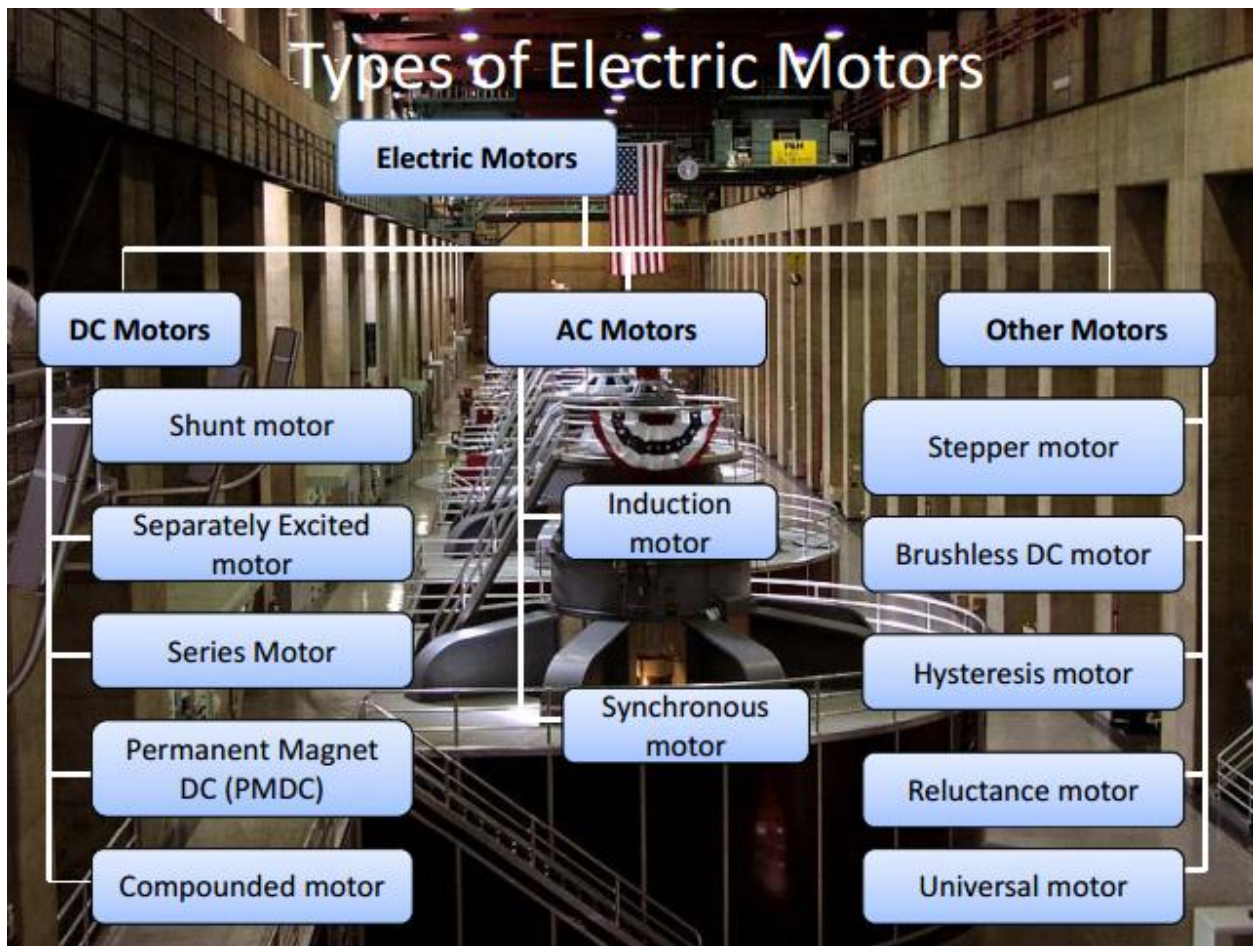 Types of Electric Motors
Electric Motors
DC Motors
AC Motors
Other Motors
Shunt motor
Separately Excited
motor
Series Motor
Permanent Magnet
DC (PMDC)
Compounded motor
Induction
motor
Synchronous
motor
Stepper motor
Brushless DC motor
Hysteresis motor
Reluctance motor
Universal motor
P&H